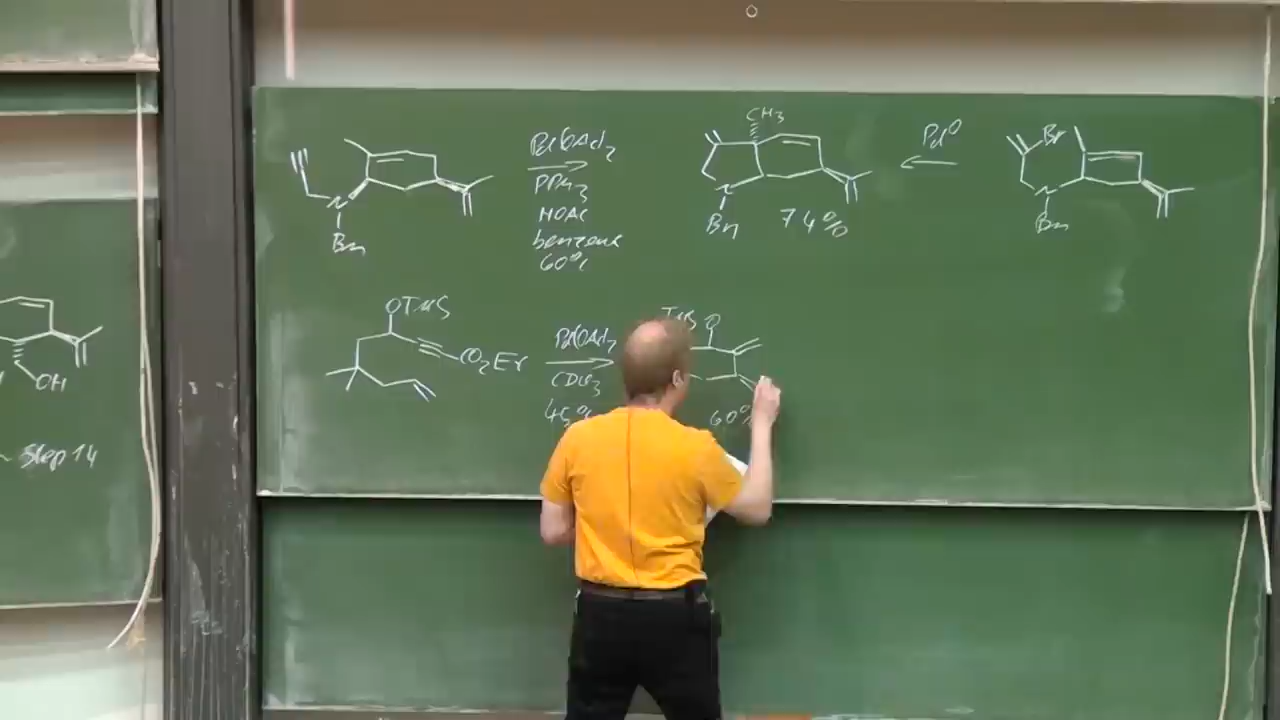 N
Bn
Pd(OAc)2
PPh3
HOAc
benzene
60°C
CH3
N
Bn
74%
Pd0
Br
N
Bn
OTMS
CO2Et
Pd(OAc)2
CDCl3
45°
TMS
O
60%
OH
Step 14